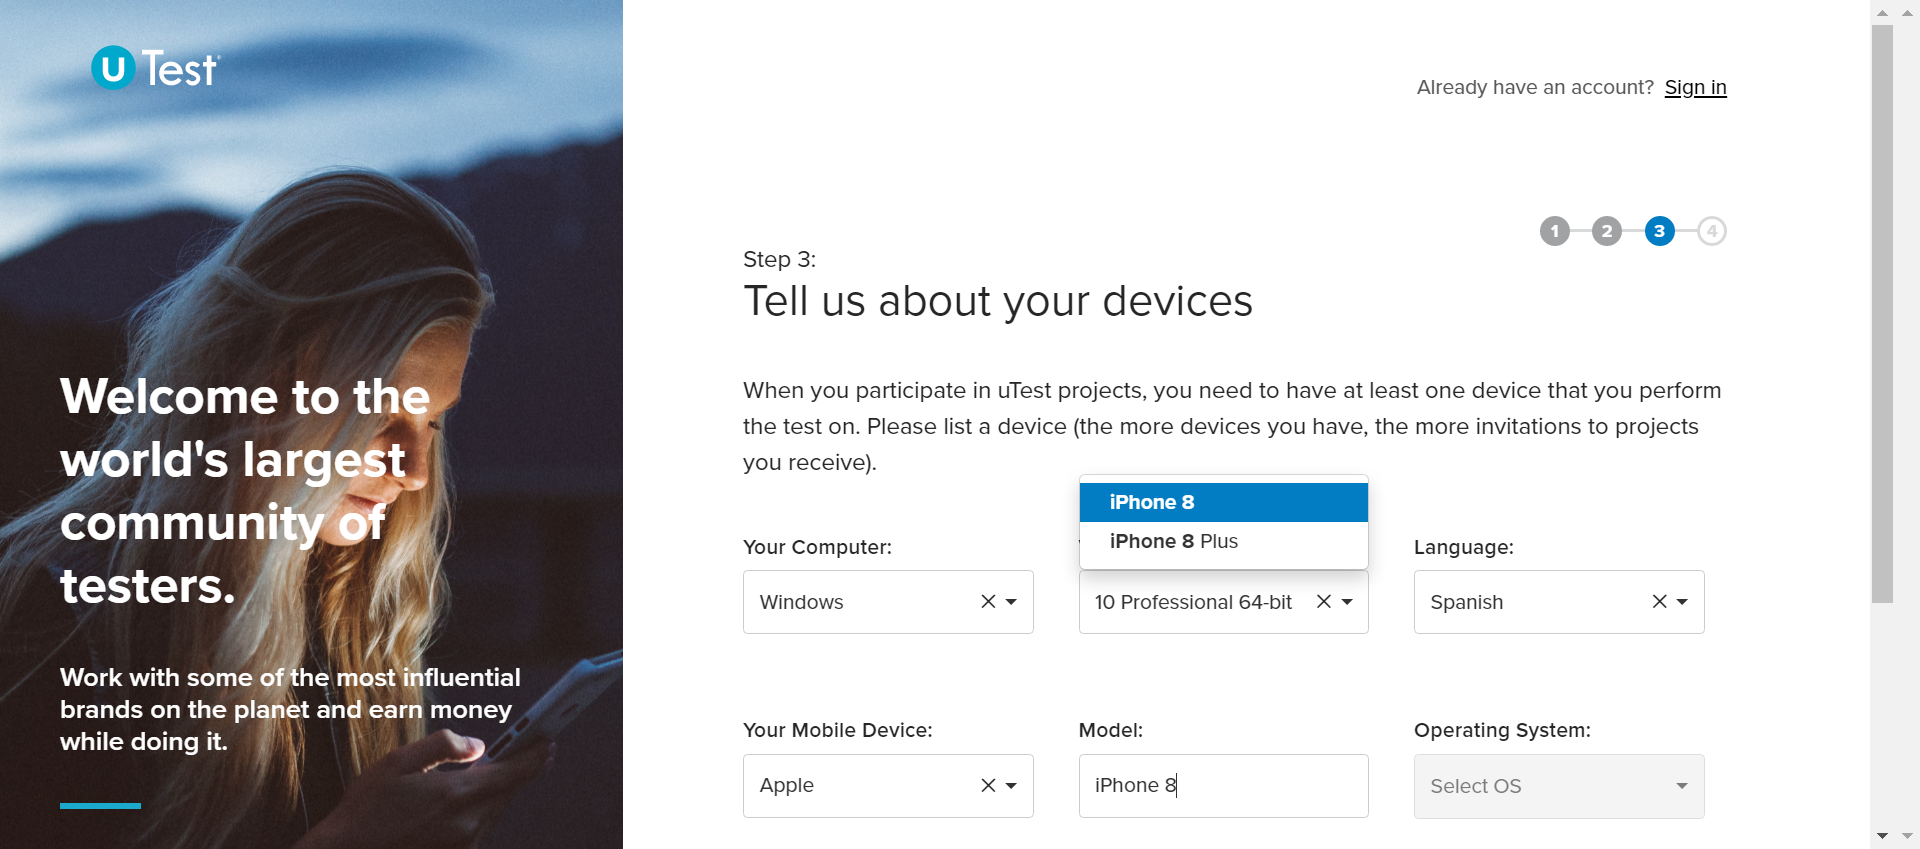 u Test
Already have an account? Sign in
1 2 3 4
Step 3:
Tell us about your devices
Welcome to the
world's largest
community of
testers.
Work with some of the most influential
brands on the planet and earn money
while doing it.
When you participate in uTest projects, you need to have at least one device that you perform
the test on. Please list a device (the more devices you have, the more invitations to projects
you receive).
iPhone 8
iPhone 8 Plus
Your Computer:
Language:
Windows
10 Professional 64-bit
Spanish
Your Mobile Device:
Model:
Operating System:
Apple
iPhone 8
Select OS